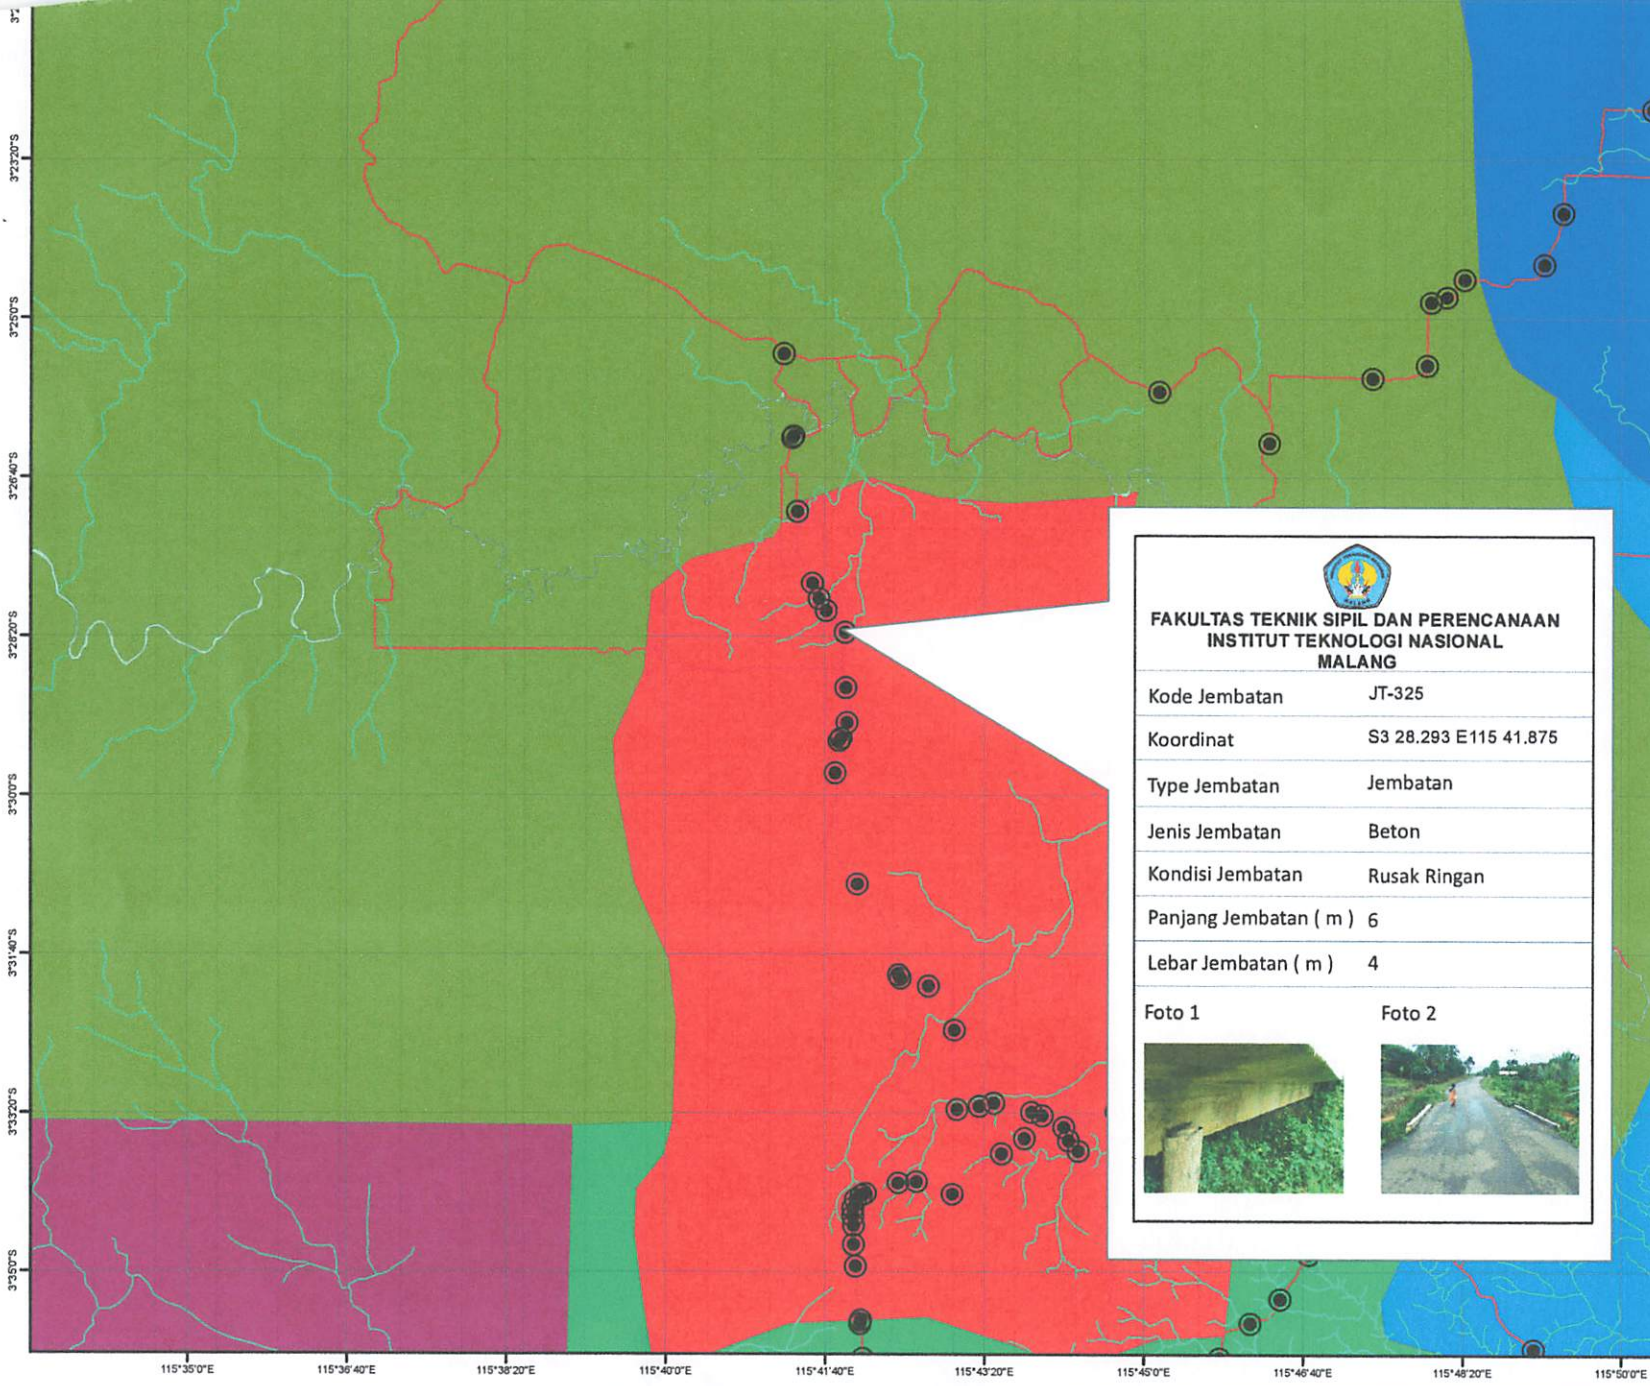 3°23'20"S
3°25'0"S
3°26'40"S
3°28'20"S
3°30'0"S
3°31'40"S
3°33'20"S
3°35'0"S
FAKULTAS TEKNIK SIPIL DAN PERENCANAAN
INSTITUT TEKNOLOGI NASIONAL
MALANG
Kode Jembatan JT-325
Koordinat S3 28.293 E115 41.875
Type Jembatan Jembatan
Jenis Jembatan Beton
Kondisi Jembatan Rusak Ringan
Panjang Jembatan ( m ) 6
Lebar Jembatan ( m ) 4
Foto 1 Foto 2
115°35'0"E 115°36'40"E 115°38'20"E 115°40'0"E 115°41'40"E 115°43'20"E 115°45'0"E 115°46'40"E 115°48'20"E 115°50'0"E